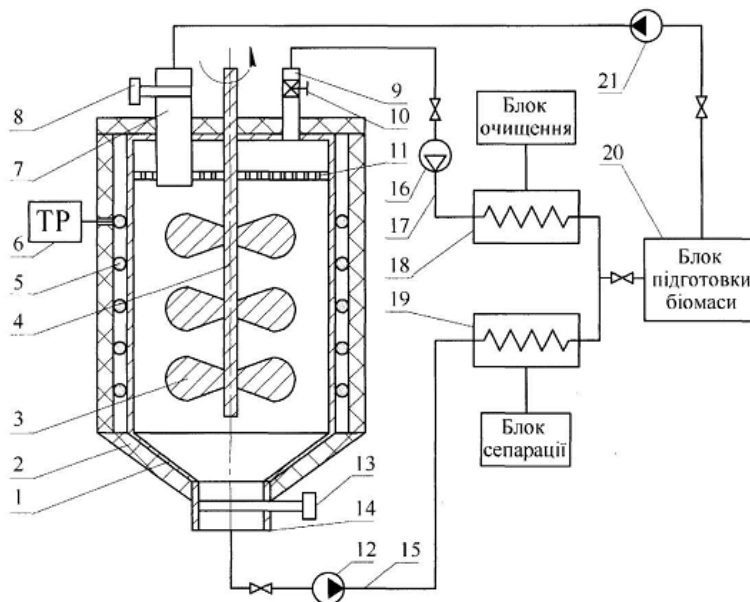 8
7
ТР
6
5
4
3
2
1
9
10
11
16
17
Блок
очищення
18
21
20
Блок
підготовки
біомаси
19
Блок
сепарації
13
14
12
15